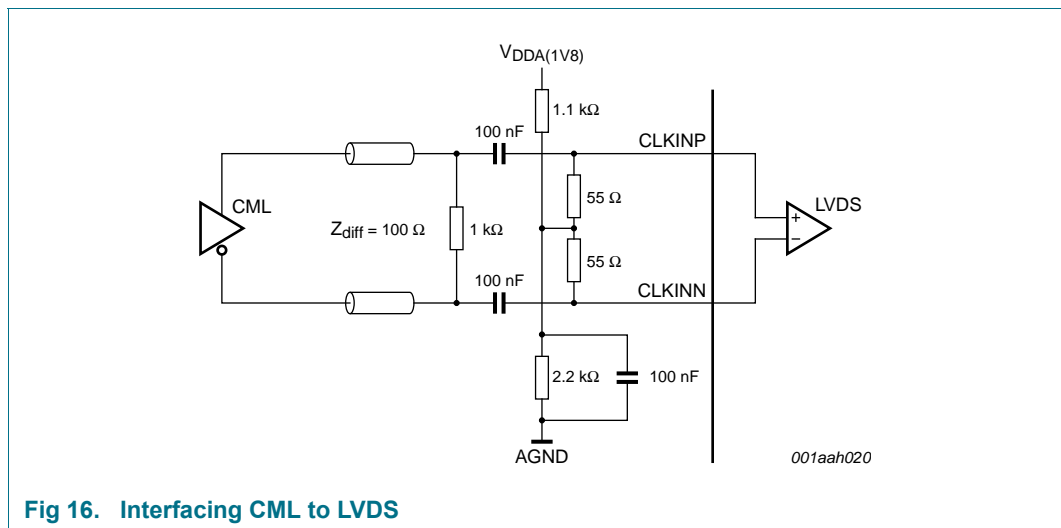 VDDA(1V8)
1.1 kΩ
100 nF
CLKINP
55 Ω
CML
LVDS
Zdiff = 100 Ω
1 kΩ
+
−
55 Ω
100 nF
CLKINN
2.2 kΩ
100 nF
AGND
001aah020
Fig 16. Interfacing CML to LVDS